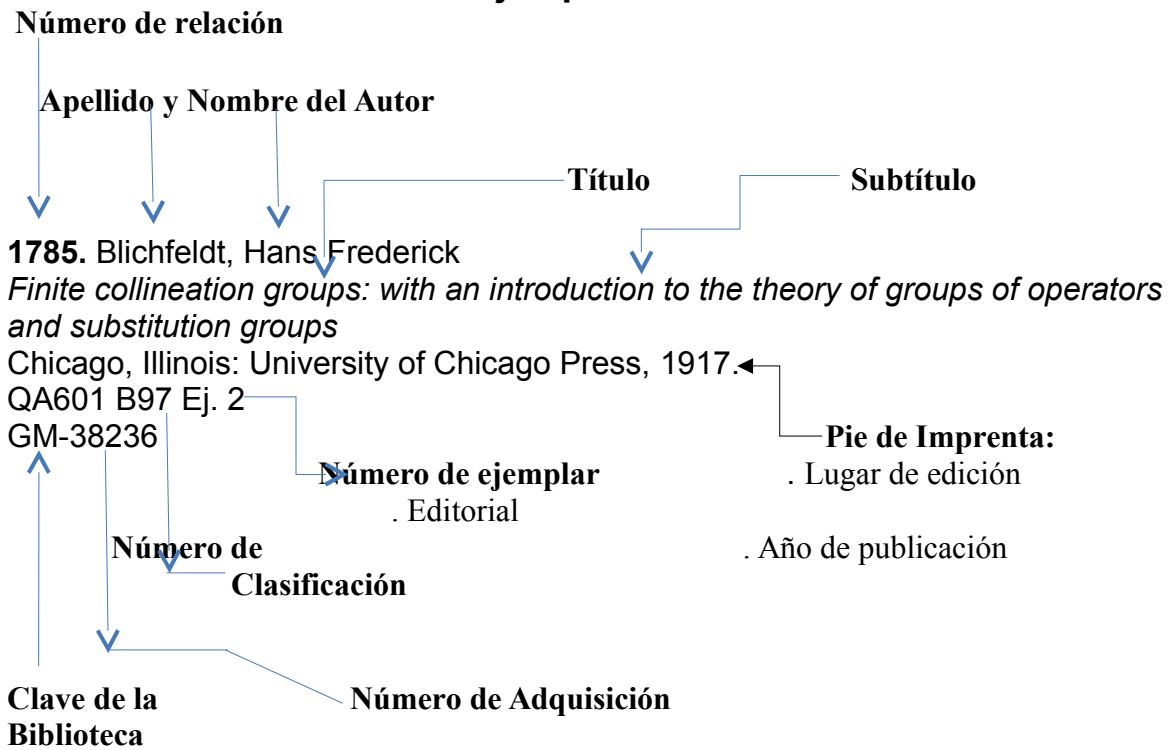 Número de relación
Apellido y Nombre del Autor
Título Subtítulo
1785. Blichfeldt, Hans Frederick
Finite collineation groups: with an introduction to the theory of groups of operators
and substitution groups
Chicago, Illinois: University of Chicago Press, 1917.
QA601 B97 Ej. 2
GM-38236
Pie de Imprenta:
Número de ejemplar . Lugar de edición
. Editorial
Número de . Año de publicación
Clasificación
Clave de la Número de Adquisición
Biblioteca